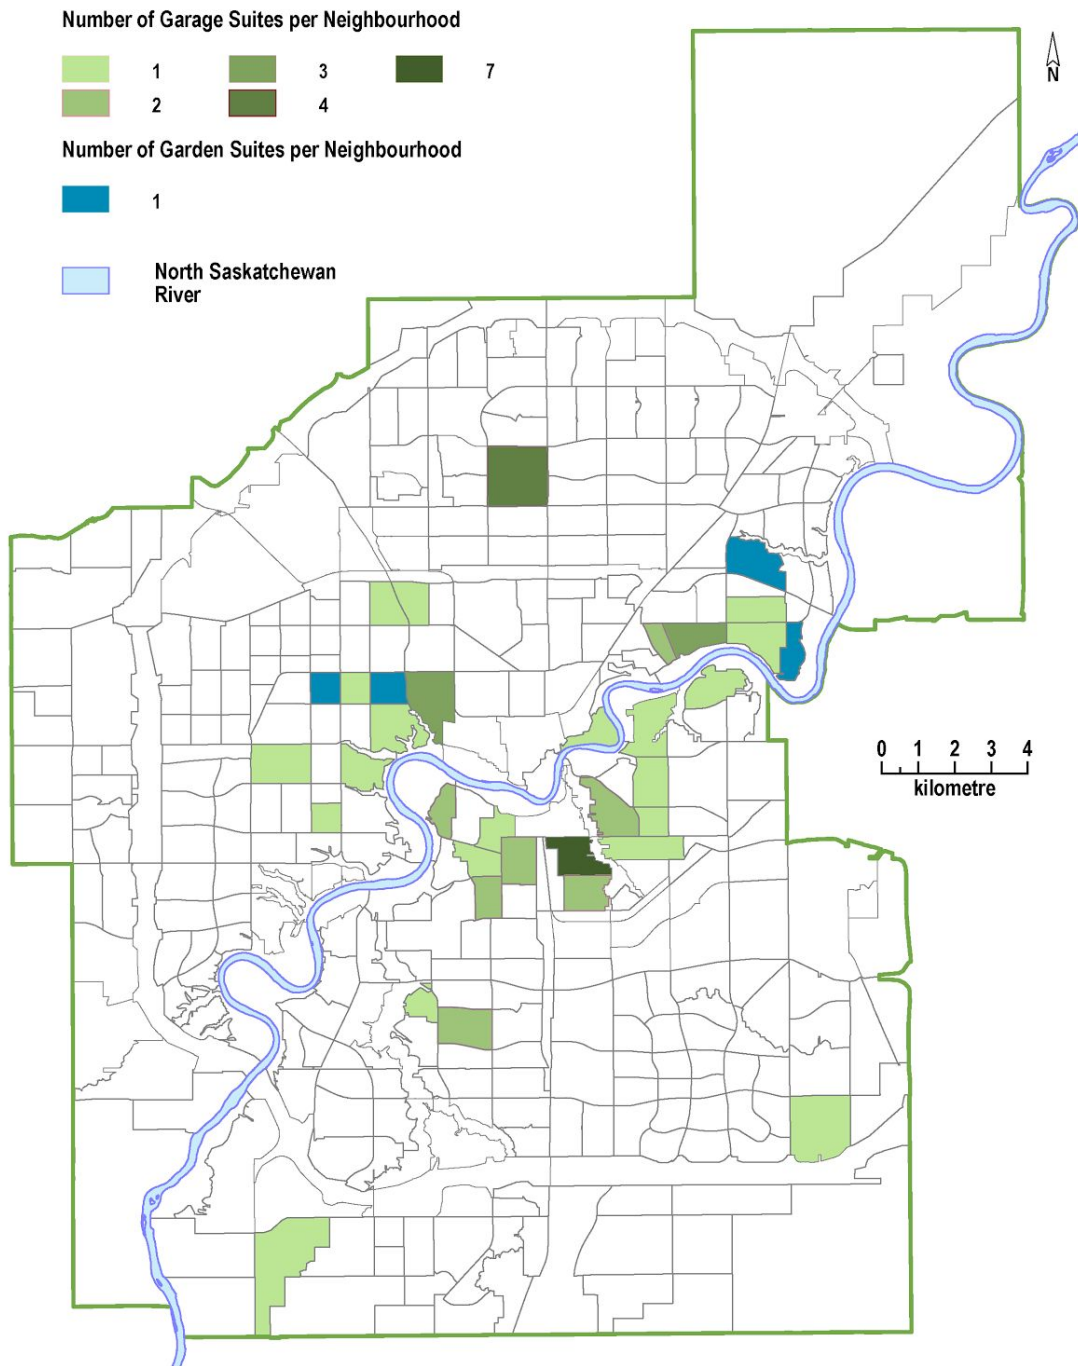 Number of Garage Suites per Neighbourhood
1 3 7
2 4
Number of Garden Suites per Neighbourhood
1
North Saskatchewan
River
N
0 1 2 3 4
kilometre